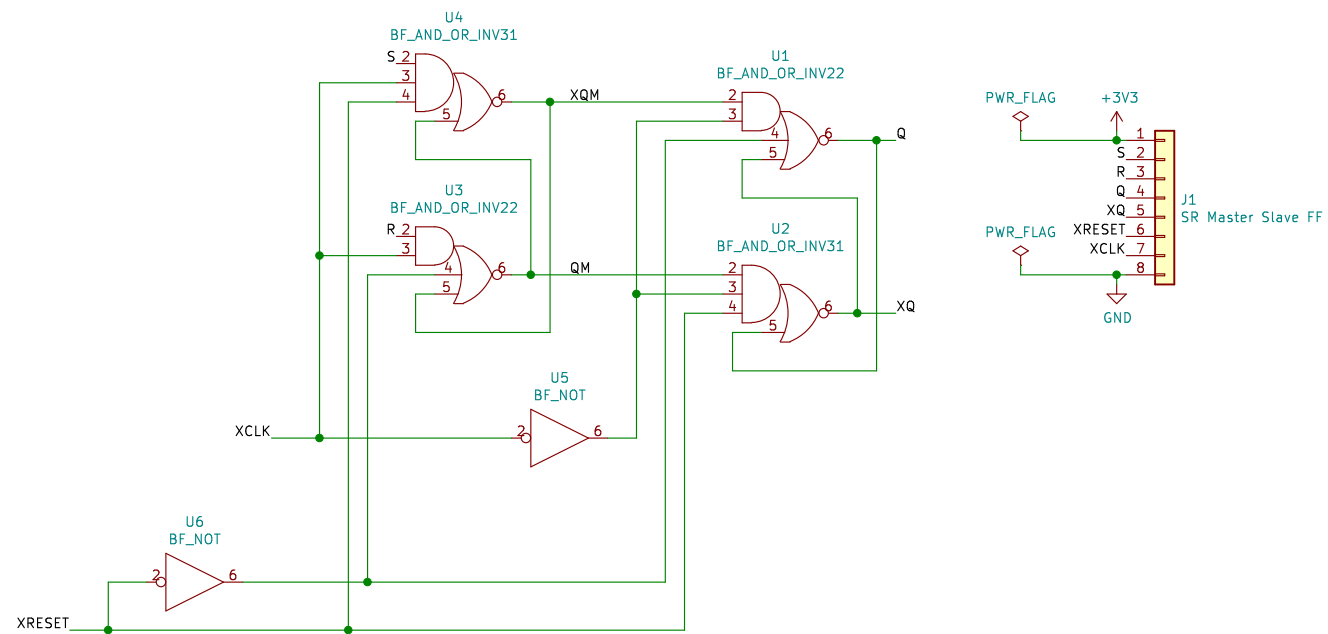 U4
BF_AND_OR_INV31
S 2
3
4
5
6
XQM
U1
BF_AND_OR_INV22
2
3
4
5
6
Q
U3
BF_AND_OR_INV22
R 2
3
4
5
6
QM
U2
BF_AND_OR_INV31
2
3
4
5
6
XQ
PWR_FLAG
+3V3
1
S 2
R 3
Q 4
XQ 5
XRESET 6
XCLK 7
8
J1
SR Master Slave FF
PWR_FLAG
GND
U5
BF_NOT
XCLK
2
6
U6
BF_NOT
2
6
XRESET